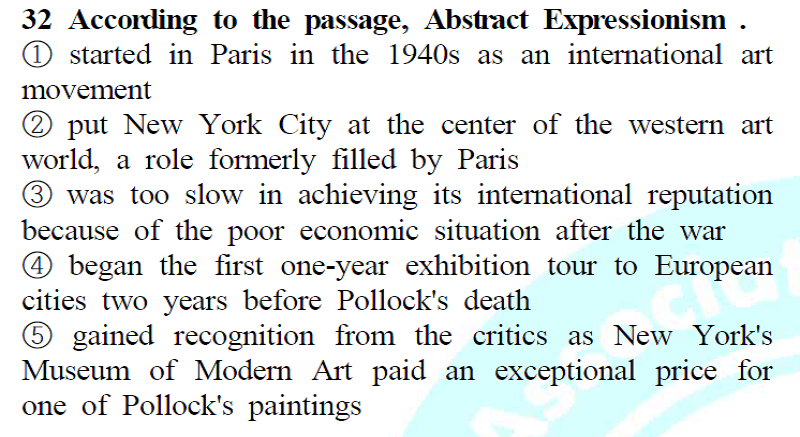 32 According to the passage, Abstract Expressionism .
① started in Paris in the 1940s as an international art
movement
② put New York City at the center of the western art
world, a role formerly filled by Paris
③ was too slow in achieving its international reputation
because of the poor economic situation after the war
④ began the first one-year exhibition tour to European
cities two years before Pollock's death
⑤ gained recognition from the critics as New York's
Museum of Modern Art paid an exceptional price for
one of Pollock's paintings